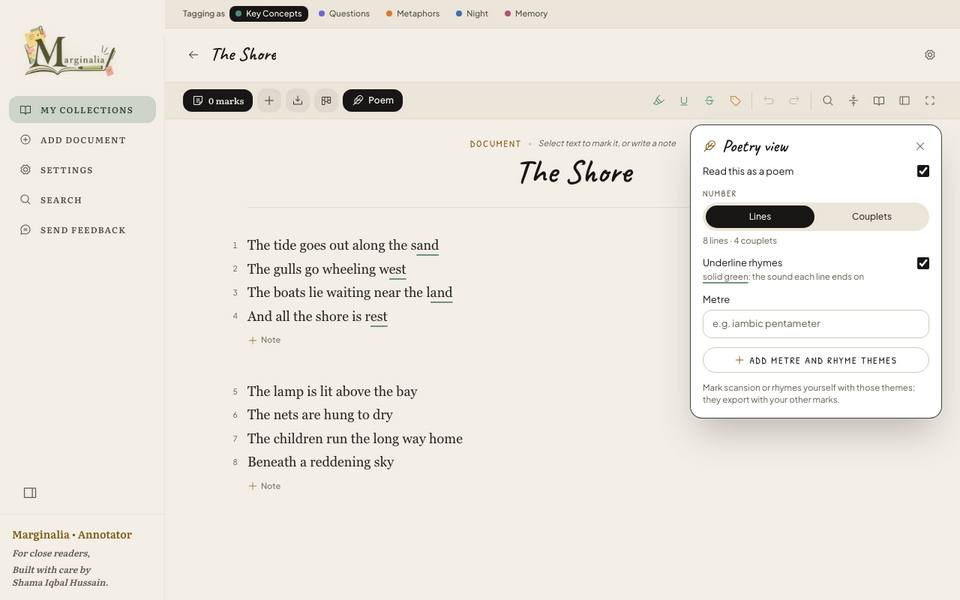 Marginalia
MY COLLECTIONS
ADD DOCUMENT
SETTINGS
SEARCH
SEND FEEDBACK
Marginalia • Annotator
For close readers,
Built with care by
Shama Iqbal Hussain.
Tagging as Key Concepts Questions Metaphors Night Memory
The Shore
0 marks Poem
DOCUMENT • Select text to mark it, or write a note
The Shore
1 The tide goes out along the sand
2 The gulls go wheeling west
3 The boats lie waiting near the land
4 And all the shore is rest
+ Note
5 The lamp is lit above the bay
6 The nets are hung to dry
7 The children run the long way home
8 Beneath a reddening sky
+ Note
Poetry view
Read this as a poem
NUMBER
Lines Couplets
8 lines · 4 couplets
Underline rhymes
solid green: the sound each line ends on
Metre
e.g. iambic pentameter
+ ADD METRE AND RHYME THEMES
Mark scansion or rhymes yourself with those themes;
they export with your other marks.